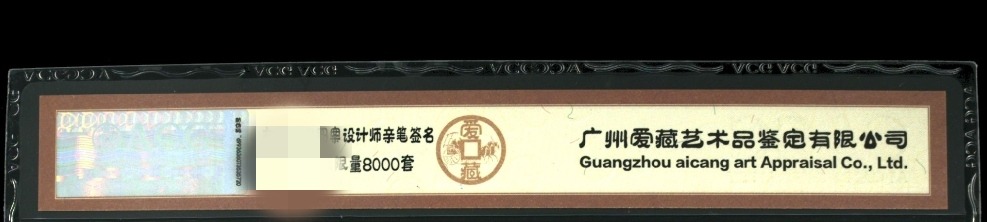 案设计师亲笔签名
限量8000套
爱藏
广州爱藏艺术品鉴定有限公司
Guangzhou aicang art Appraisal Co., Ltd.